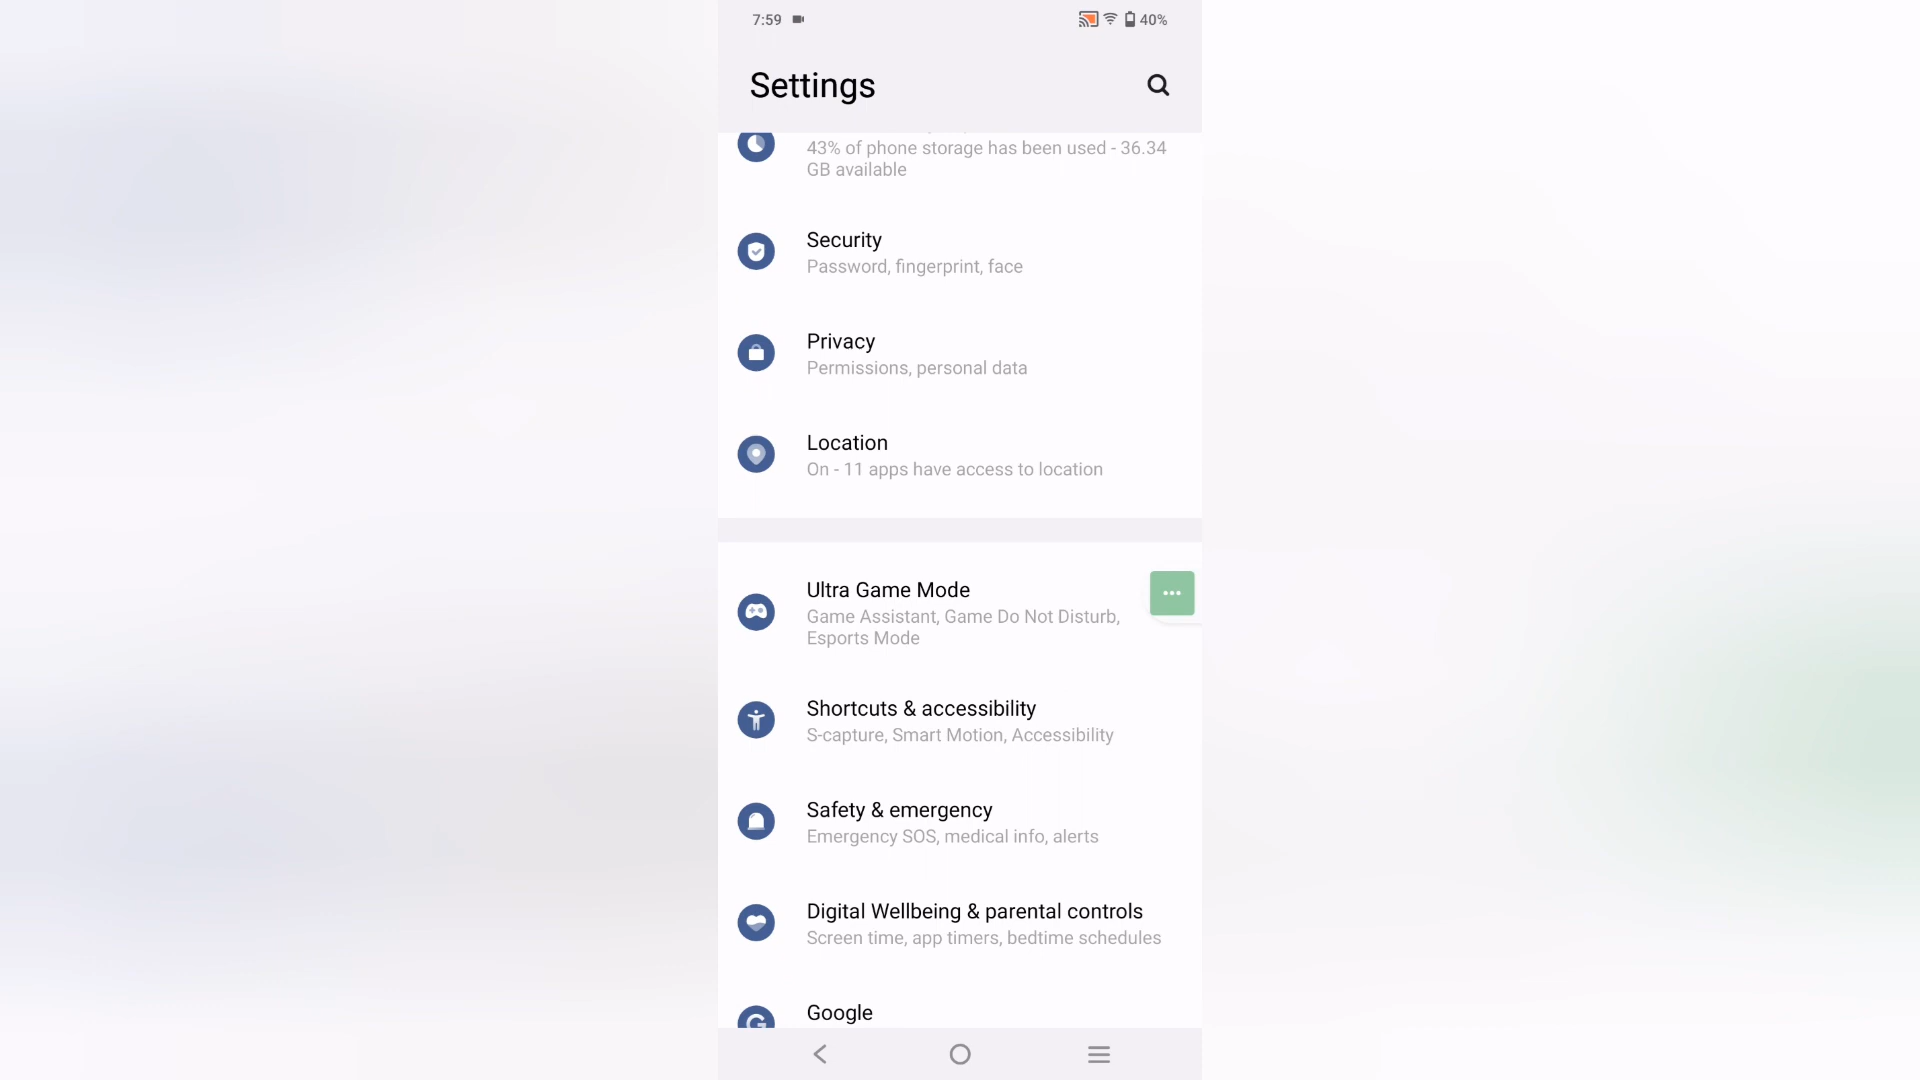 7:59
40%
Settings
43% of phone storage has been used - 36.34
GB available
Security
Password, fingerprint, face
Privacy
Permissions, personal data
Location
On - 11 apps have access to location
Ultra Game Mode
Game Assistant, Game Do Not Disturb,
Esports Mode
Shortcuts & accessibility
S-capture, Smart Motion, Accessibility
Safety & emergency
Emergency SOS, medical info, alerts
Digital Wellbeing & parental controls
Screen time, app timers, bedtime schedules
Google